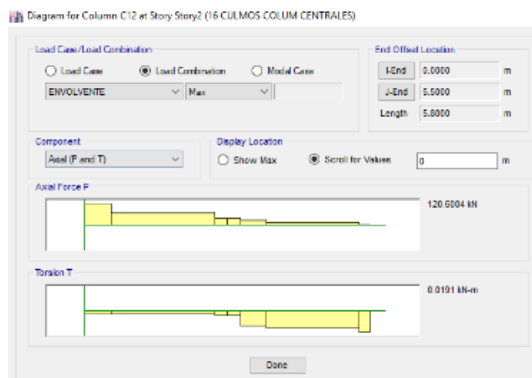 Diagram for Column C12 at Story Story2 (16 CULMOS COLUM CENTRALES)
Load Case/Load Combination
Load Case
Load Combination
Modal Case
ENVOLVENTE
Max
End Offset Location
I-End
0.0000
m
J-End
5.5000
m
Length
5.8000
m
Component
Axial (P and T)
Display Location
Show Max
Scroll for Values
0
m
Axial Force P
120.6004 kN
Torsion T
0.0191 kN-m
Done